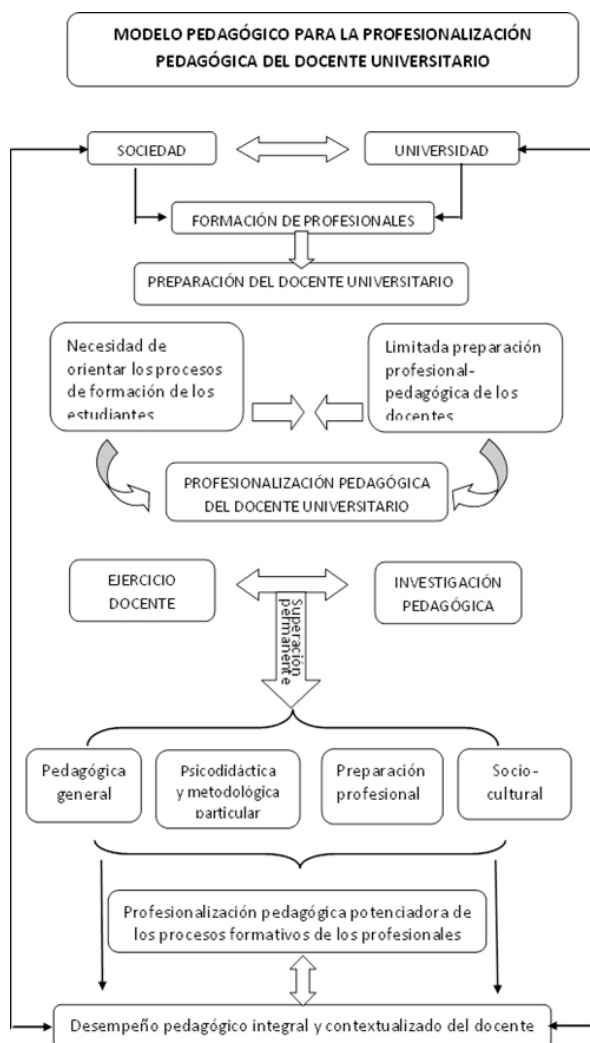 MODELO PEDAGÓGICO PARA LA PROFESIONALIZACIÓN
PEDAGÓGICA DEL DOCENTE UNIVERSITARIO
SOCIEDAD
UNIVERSIDAD
FORMACIÓN DE PROFESIONALES
PREPARACIÓN DEL DOCENTE UNIVERSITARIO
Necesidad de
orientar los procesos
de formación de los
estudiantes
Limitada preparación
profesional-
pedagógica de los
docentes
PROFESIONALIZACIÓN PEDAGÓGICA
DEL DOCENTE UNIVERSITARIO
EJERCICIO
DOCENTE
INVESTIGACIÓN
PEDAGÓGICA
Superación
permanente
Pedagógica
general
Psicodidáctica
y metodológica
particular
Preparación
profesional
Socio-
cultural
Profesionalización pedagógica potenciadora de
los procesos formativos de los profesionales
Desempeño pedagógico integral y contextualizado del docente